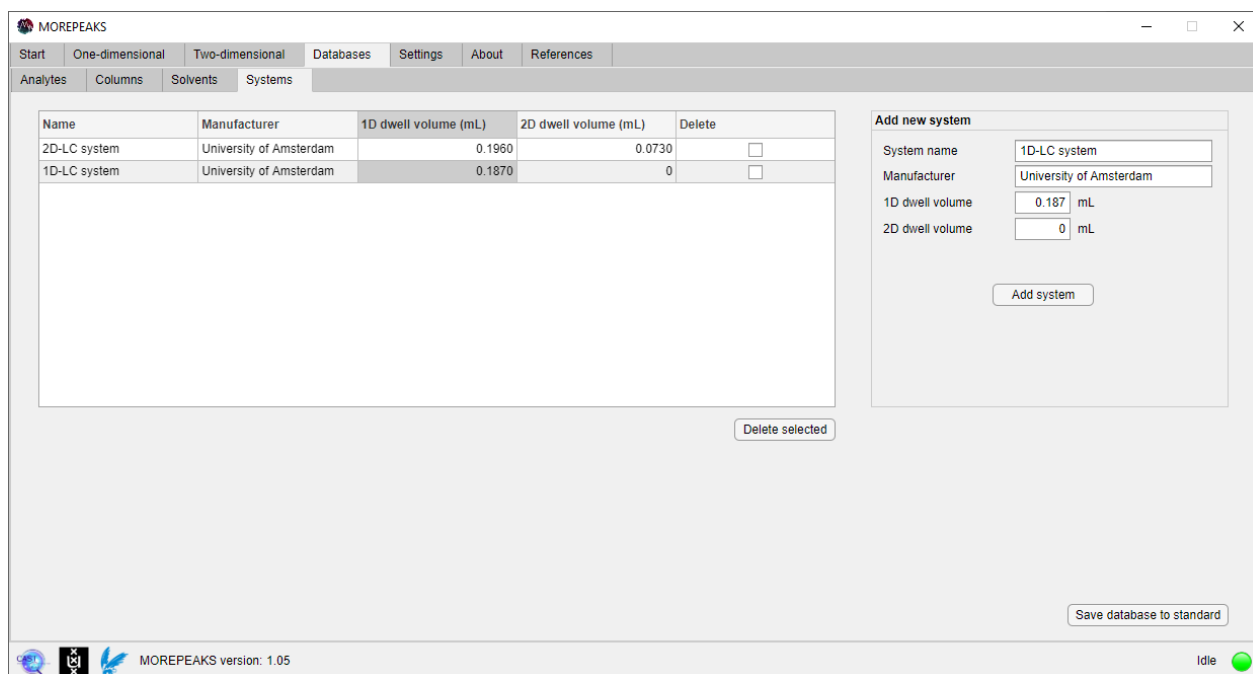 MOREPEAKS
Start One-dimensional Two-dimensional Databases Settings About References
Analytes Columns Solvents Systems
Name Manufacturer 1D dwell volume (mL) 2D dwell volume (mL) Delete
2D-LC system University of Amsterdam 0.1960 0.0730
1D-LC system University of Amsterdam 0.1870 0
Delete selected
Add new system
System name 1D-LC system
Manufacturer University of Amsterdam
1D dwell volume 0.187 mL
2D dwell volume 0 mL
Add system
Save database to standard
MOREPEAKS version: 1.05
Idle